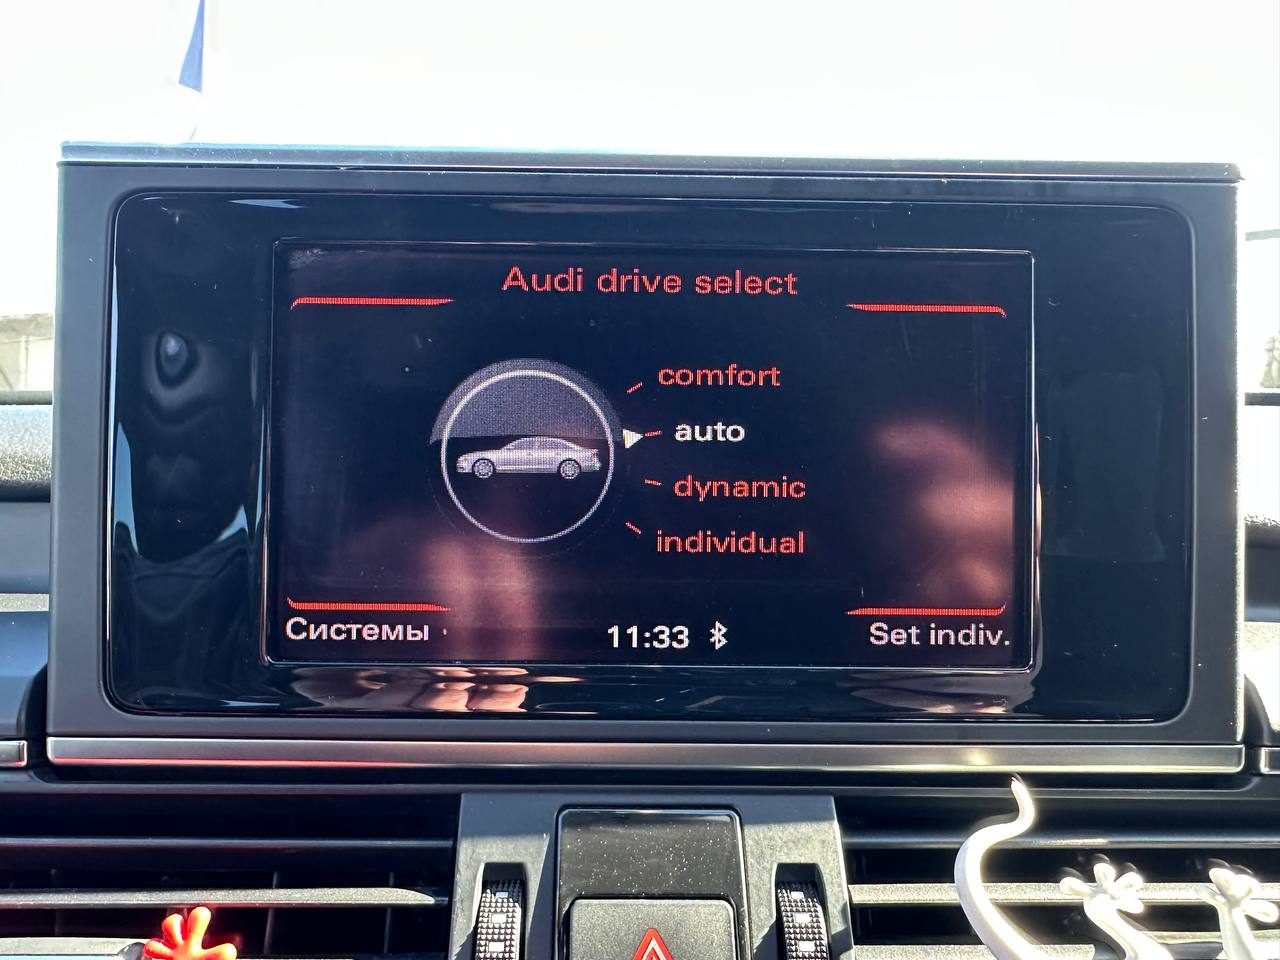 Audi drive select
comfort
auto
dynamic
individual
Системы
11:33
Set indiv.